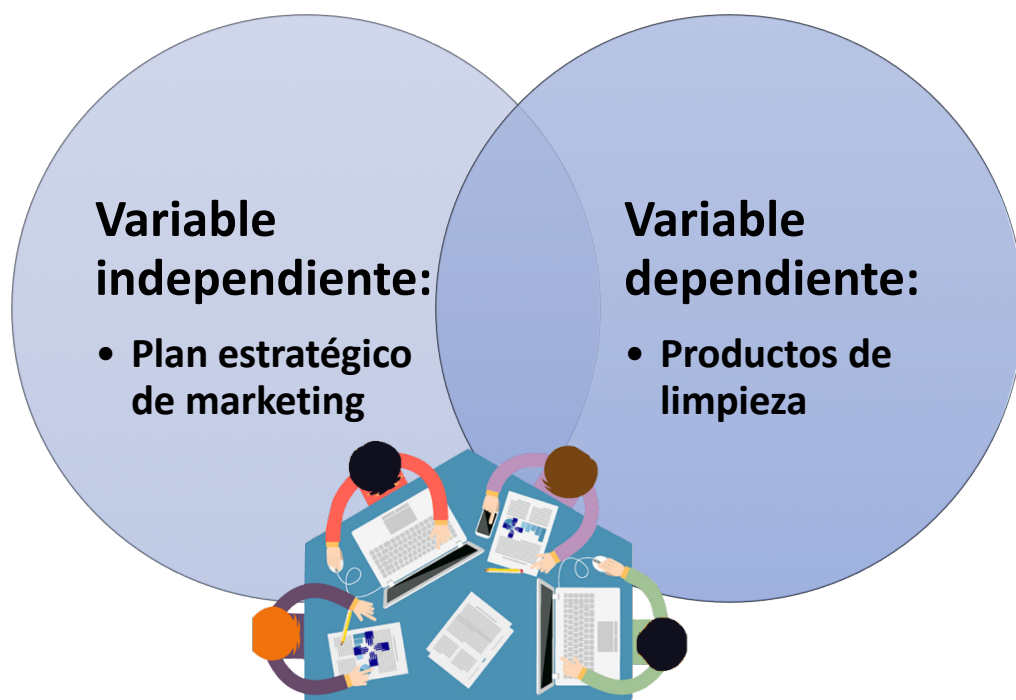 Variable
independiente:
• Plan estratégico
de marketing
Variable
dependiente:
• Productos de
limpieza